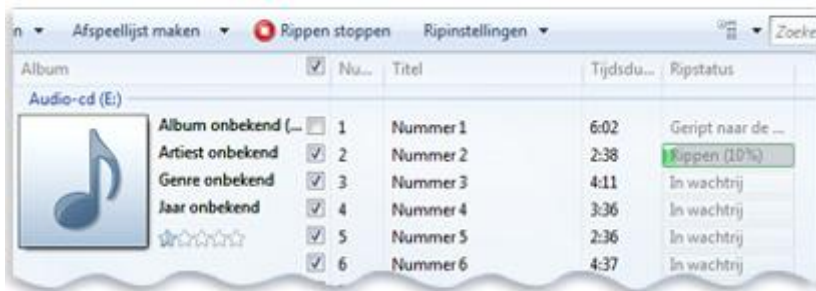 n Afspeellijst maken Rippen stoppen Ripinstellingen Zoeke
Album Nu... Titel Tijdsdu... Ripstatus
Audio-cd (E:)
Album onbekend (... 1 Nummer 1 6:02 Geript naar de ...
Artiest onbekend 2 Nummer 2 2:38 Rippen (10%)
Genre onbekend 3 Nummer 3 4:11 In wachtrij
Jaar onbekend 4 Nummer 4 3:36 In wachtrij
5 Nummer 5 2:36 In wachtrij
6 Nummer 6 4:37 In wachtrij